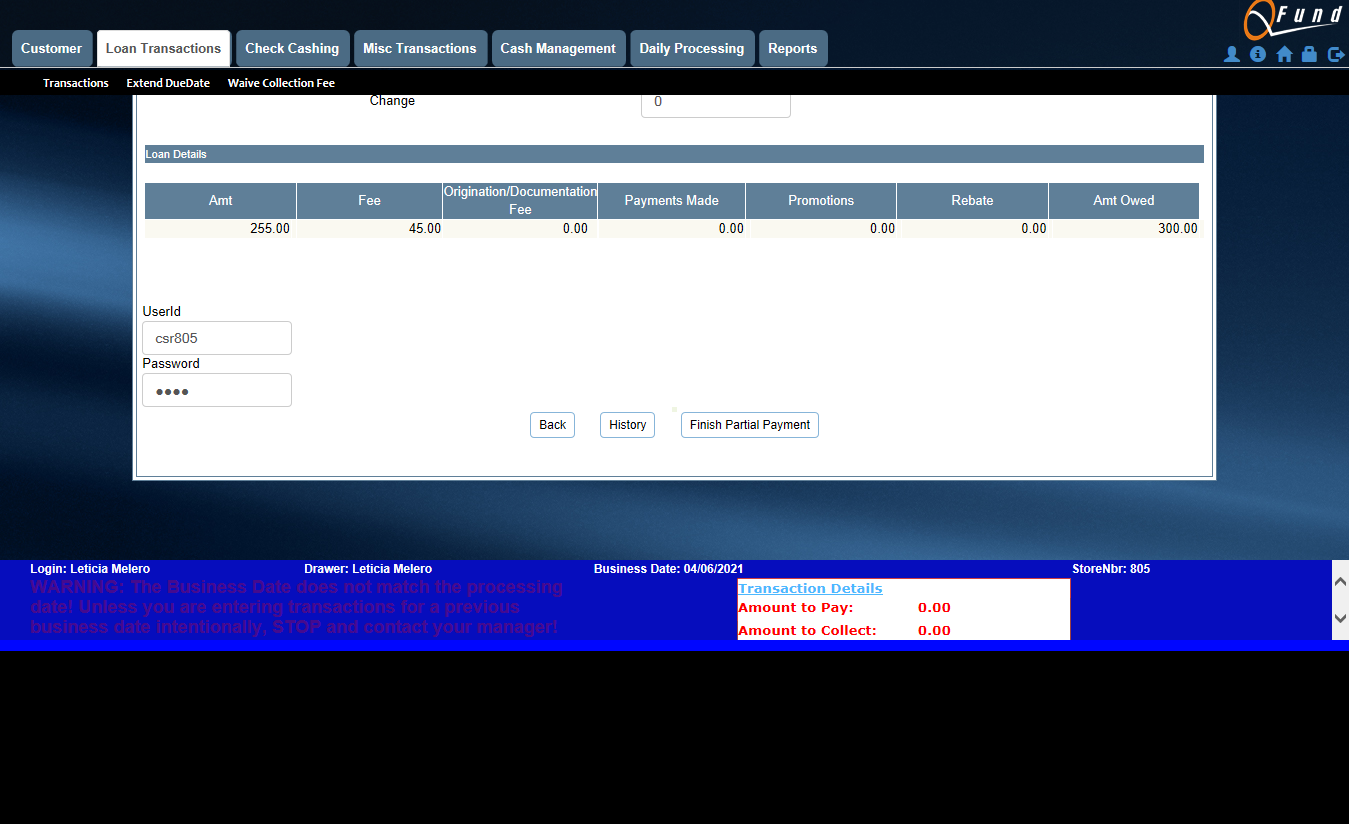 QFund
Customer Loan Transactions Check Cashing Misc Transactions Cash Management Daily Processing Reports
Transactions Extend DueDate Waive Collection Fee
Change 0
Loan Details
Amt Fee Origination/Documentation Fee Payments Made Promotions Rebate Amt Owed
255.00 45.00 0.00 0.00 0.00 0.00 300.00
UserId
csr805
Password
●●●●
Back History Finish Partial Payment
Login: Leticia Melero Drawer: Leticia Melero Business Date: 04/06/2021 StoreNbr: 805
WARNING: The Business Date does not match the processing
date! Unless you are entering transactions for a previous
business date intentionally, STOP and contact your manager!
Transaction Details
Amount to Pay: 0.00
Amount to Collect: 0.00